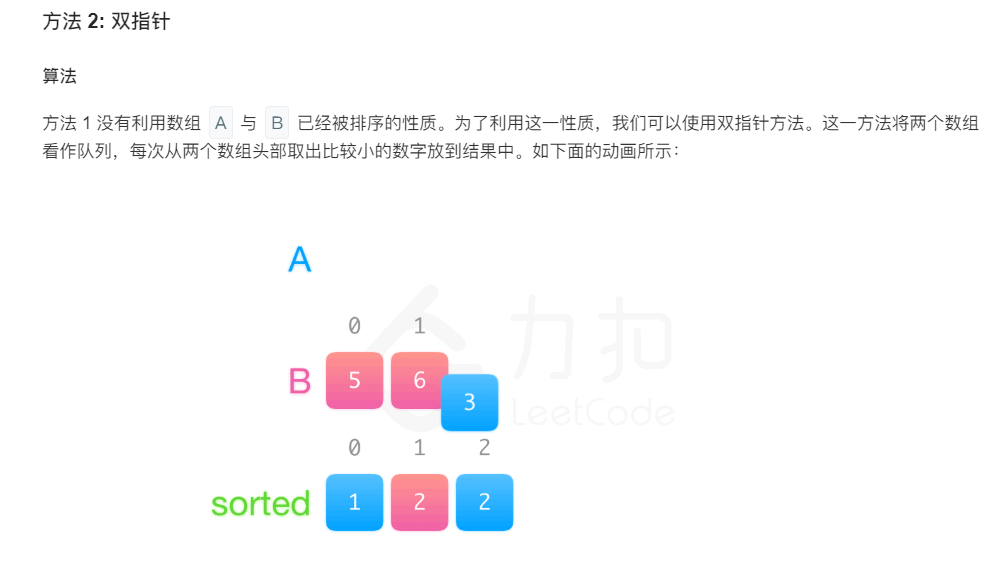 方法 2: 双指针
算法
方法 1 没有利用数组 A 与 B 已经被排序的性质。为了利用这一性质，我们可以使用双指针方法。这一方法将两个数组
看作队列，每次从两个数组头部取出比较小的数字放到结果中。如下面的动画所示：
A
0 1
B 5 6
3
力扣
LeetCode
0 1 2
sorted 1 2 2